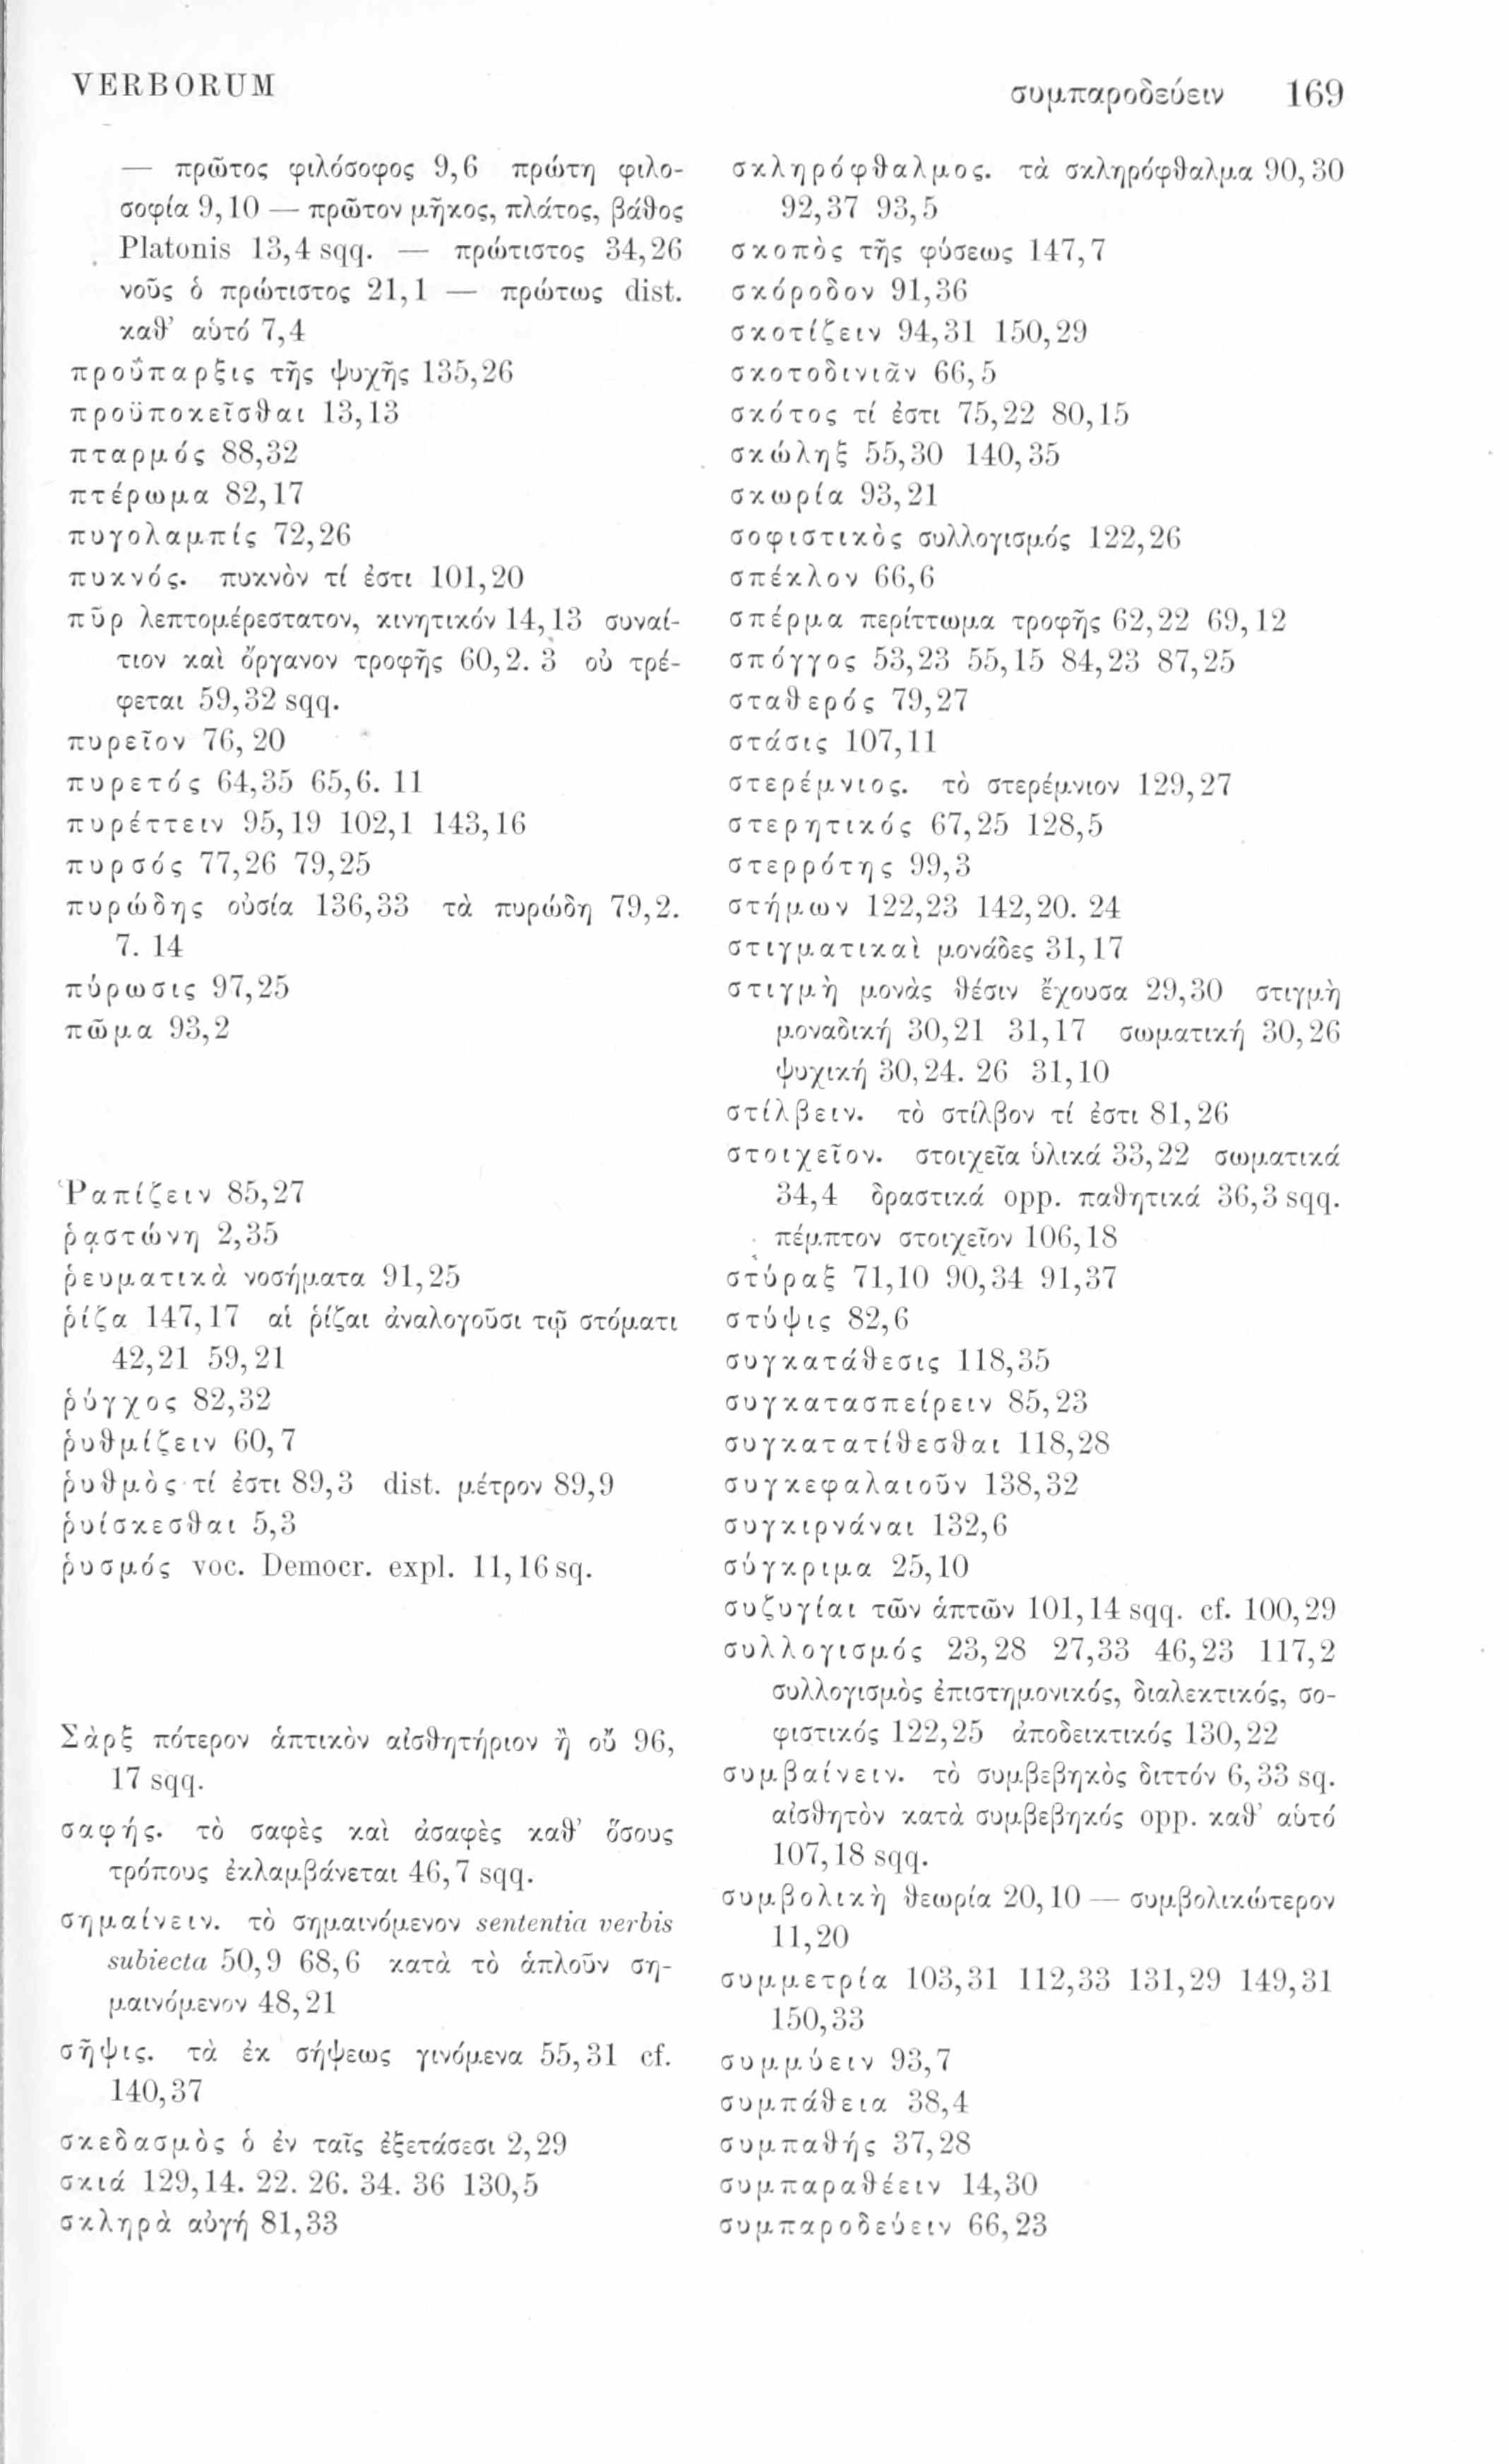 VERBORUM
συμπαροδεύειν 169
— πρῶτος φιλόσοφος 9,6 πρώτη φιλο-
σοφία 9,10 — πρῶτον μῆκος, πλάτος, βάθος
Platonis 13,4 sqq. — πρώτιστος 34,26
νοῦς ὁ πρώτιστος 21,1 — πρώτως dist.
καθ’ αὑτό 7,4
προΰπαρξις τῆς ψυχῆς 135,26
προϋποκεῖσθαι 13,13
πταρμός 88,32
πτέρωμα 82,17
πυγολαμπίς 72,26
πυκνός. πυκνὸν τί ἐστι 101,20
πῦρ λεπτομέρεστατον, κινητικόν 14,13 συναί-
τιον καὶ ὄργανον τροφῆς 60,2. 3 οὐ τρέ-
φεται 59,32 sqq.
πυρεῖον 76, 20
πυρετός 64,35 65,6. 11
πυρέττειν 95,19 102,1 143,16
πυρσός 77,26 79,25
πυρώδης οὐσία 136,33 τὰ πυρώδη 79,2.
7. 14
πύρωσις 97,25
πῶμα 93,2
Ῥαπίζειν 85,27
ῥᾳστώνη 2,35
ῥευματικὰ νοσήματα 91,25
ῥίζα 147,17 αἱ ῥίζαι ἀναλογοῦσι τῷ στόματι
42,21 59,21
ῥύγχος 82,32
ῥυθμίζειν 60,7
ῥυθμὸς τί ἐστι 89,3 dist. μέτρον 89,9
ῥυίσκεσθαι 5,3
ῥυσμός voc. Democr. expl. 11,16 sq.
Σὰρξ πότερον ἁπτικὸν αἰσθητήριον ἢ οὔ 96,
17 sqq.
σαφής. τὸ σαφὲς καὶ ἀσαφὲς καθ’ ὅσους
τρόπους ἐκλαμβάνεται 46,7 sqq.
σημαίνειν. τὸ σημαινόμενον sententia verbis
subiecta 50,9 68,6 κατὰ τὸ ἁπλοῦν ση-
μαινόμενον 48,21
σῆψις. τὰ ἐκ σήψεως γινόμενα 55,31 cf.
140,37
σκεδασμὸς ὁ ἐν ταῖς ἐξετάσεσι 2,29
σκιά 129,14. 22. 26. 34. 36 130,5
σκληρὰ αὐγή 81,33
σκληρόφθαλμος. τὰ σκληρόφθαλμα 90,30
92,37 93,5
σκοπὸς τῆς φύσεως 147,7
σκόροδον 91,36
σκοτίζειν 94,31 150,29
σκοτοδινιᾶν 66,5
σκότος τί ἐστι 75,22 80,15
σκώληξ 55,30 140,35
σκωρία 93,21
σοφιστικὸς συλλογισμός 122,26
σπέκλον 66,6
σπέρμα περίττωμα τροφῆς 62,22 69,12
σπόγγος 53,23 55,15 84,23 87,25
σταθερός 79,27
στάσις 107,11
στερέμνιος. τὸ στερέμνιον 129,27
στερητικός 67,25 128,5
στερρότης 99,3
στήμων 122,23 142,20. 24
στιγματικαὶ μονάδες 31,17
στιγμὴ μονὰς θέσιν ἔχουσα 29,30 στιγμὴ
μοναδική 30,21 31,17 σωματική 30,26
ψυχική 30,24. 26 31,10
στίλβειν. τὸ στίλβον τί ἐστι 81,26
στοιχεῖον. στοιχεῖα ὑλικά 33,22 σωματικά
34,4 δραστικά opp. παθητικά 36,3 sqq.
πέμπτον στοιχεῖον 106,18
στύραξ 71,10 90,34 91,37
στύψις 82,6
συγκατάθεσις 118,35
συγκατασπείρειν 85,23
συγκατατίθεσθαι 118,28
συγκεφαλαιοῦν 138,32
συγκιρνάναι 132,6
σύγκριμα 25,10
συζυγίαι τῶν ἁπτῶν 101,14 sqq. cf. 100,29
συλλογισμός 23,28 27,33 46,23 117,2
συλλογισμὸς ἐπιστημονικός, διαλεκτικός, σο-
φιστικός 122,25 ἀποδεικτικός 130,22
συμβαίνειν. τὸ συμβεβηκὸς διττόν 6,33 sq.
αἰσθητὸν κατὰ συμβεβηκός opp. καθ’ αὑτό
107,18 sqq.
συμβολικὴ θεωρία 20,10 — συμβολικώτερον
11,20
συμμετρία 103,31 112,33 131,29 149,31
150,33
συμμύειν 93,7
συμπάθεια 38,4
συμπαθής 37,28
συμπαραθέειν 14,30
συμπαροδεύειν 66,23